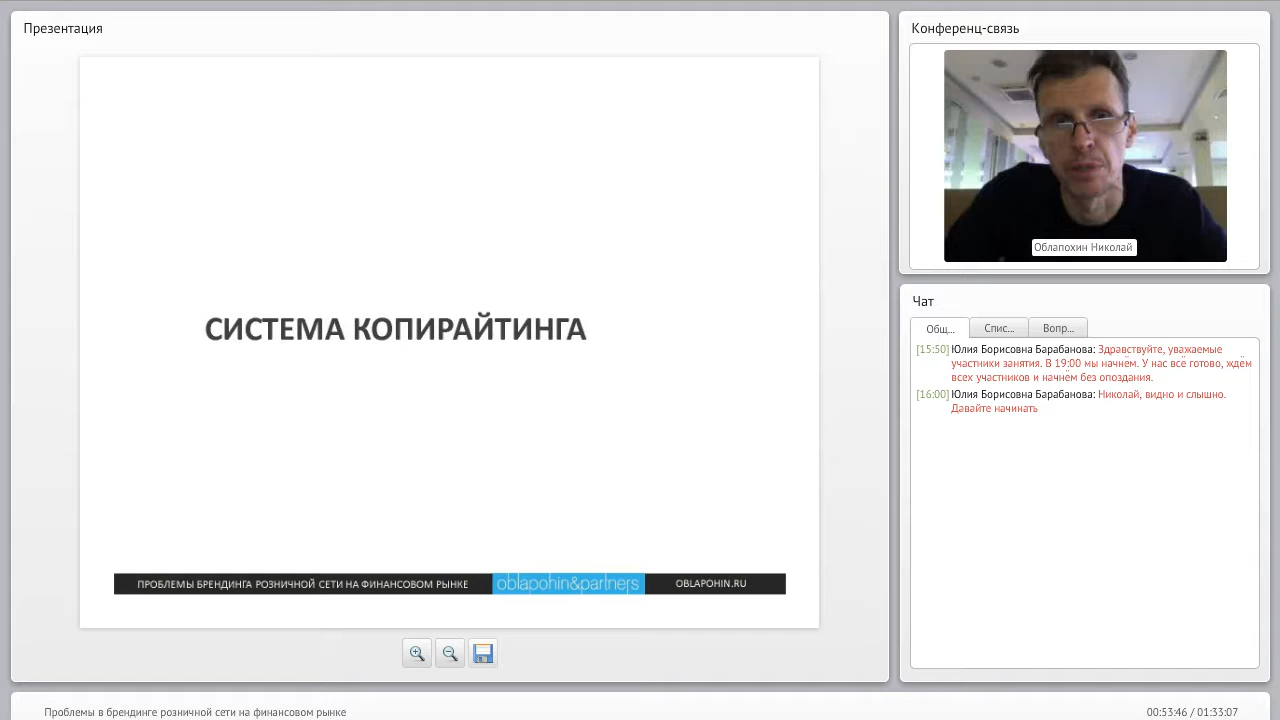 Презентация
СИСТЕМА КОПИРАЙТИНГА
ПРОБЛЕМЫ БРЕНДИНГА РОЗНИЧНОЙ СЕТИ НА ФИНАНСОВОМ РЫНКЕ
oblapohin&partners
OBLAPOHIN.RU
Конференц-связь
Облапохин Николай
Чат
Общ...
Спис...
Вопр...
[15:50] Юлия Борисовна Барабанова: Здравствуйте, уважаемые
участники занятия. В 19:00 мы начнём. У нас всё готово, ждём
всех участников и начнём без опоздания.
[16:00] Юлия Борисовна Барабанова: Николай, видно и слышно.
Давайте начинать
Проблемы в брендинге розничной сети на финансовом рынке
00:53:46 / 01:33:07